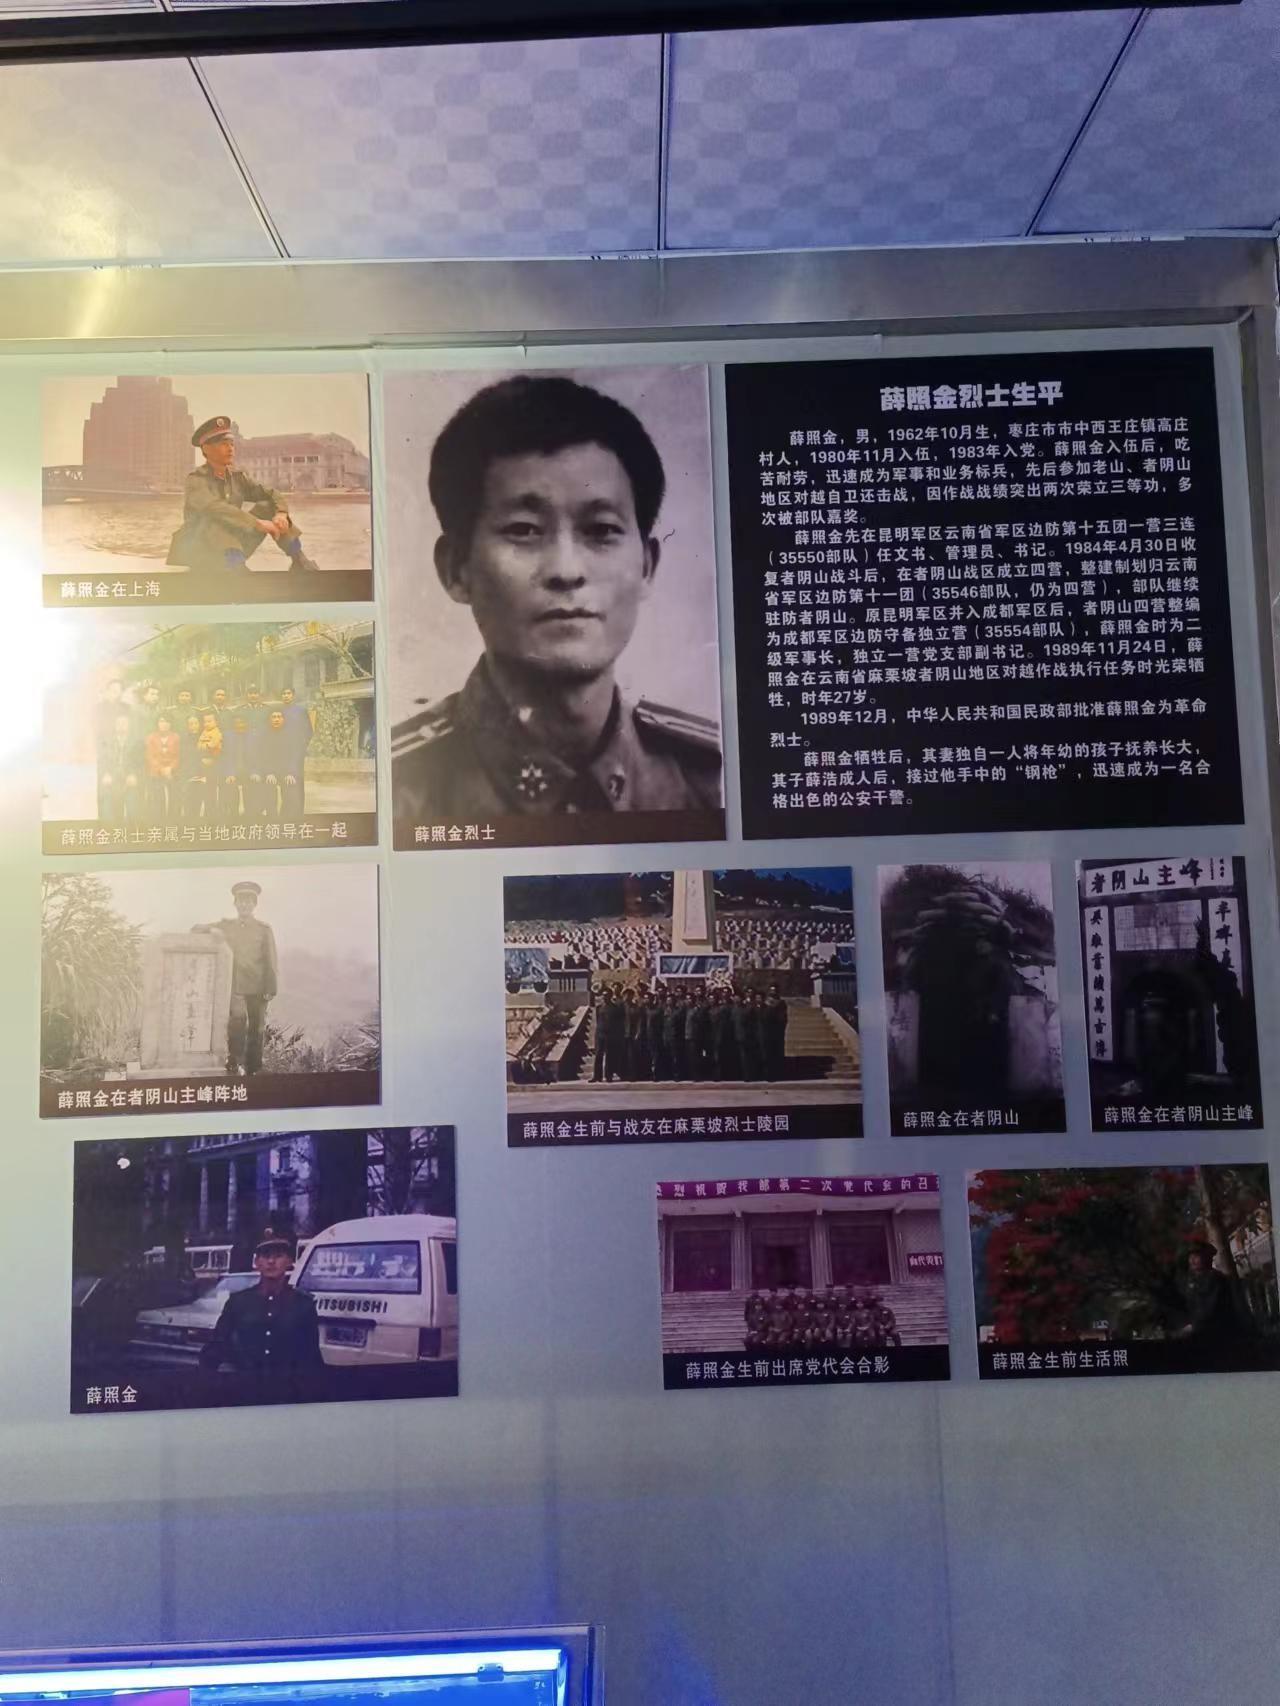 薛照金烈士生平
薛照金，男，1962年10月生，枣庄市市中西王庄镇高庄
村人，1980年11月入伍，1983年入党。薛照金入伍后，吃
苦耐劳，迅速成为军事和业务标兵，先后参加老山、者阴山
地区对越自卫还击战，因作战战绩突出两次荣立三等功，多
次被部队嘉奖。
薛照金先在昆明军区云南省军区边防第十五团一营三连
（35550部队）任文书、管理员、书记。1984年4月30日收
复者阴山战斗后，在者阴山战区成立四营，整建制划归云南
省军区边防第十一团（35546部队，仍为四营），部队继续
驻防者阴山。原昆明军区并入成都军区后，者阴山四营整编
为成都军区边防守备独立营（35554部队），薛照金时为二
级军事长，独立一营党支部副书记。1989年11月24日，薛
照金在云南省麻栗坡者阴山地区对越作战执行任务时光荣牺
牲，时年27岁。
1989年12月，中华人民共和国民政部批准薛照金为革命
烈士。
薛照金牺牲后，其妻独自一人将年幼的孩子抚养长大，
其子薛浩成人后，接过他手中的“钢枪”，迅速成为一名合
格出色的公安干警。
薛照金在上海
薛照金烈士亲属与当地政府领导在一起
薛照金烈士
薛照金在者阴山主峰阵地
薛照金生前与战友在麻栗坡烈士陵园
薛照金在者阴山
者阴山主峰
薛照金在者阴山主峰
MITSUBISHI
薛照金
烈祝贺我部第二次党代会的召
薛照金生前出席党代会合影
薛照金生前生活照